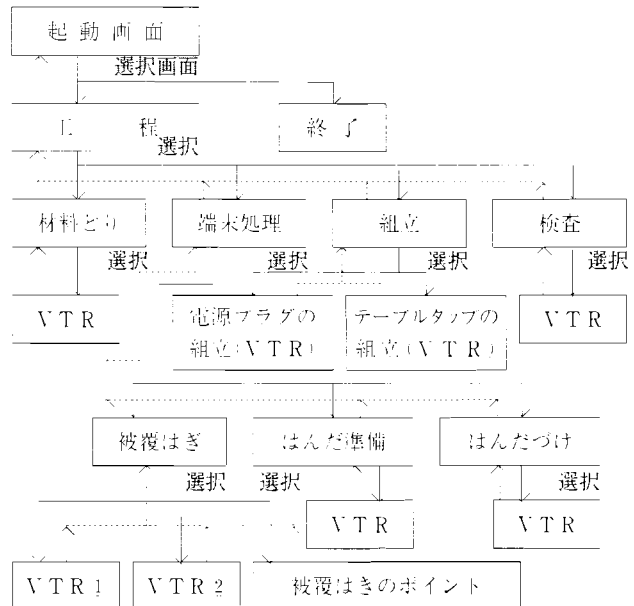 起動画面
選択画面
工程
終了
選択
材料どり
端末処理
組立
検査
選択
選択
選択
VTR
電源プラグの
組立(VTR)
テーブルタップの
組立(VTR)
VTR
被覆はぎ
はんだ準備
はんだづけ
選択
選択
選択
VTR
VTR
VTR1
VTR2
被覆はぎのポイント